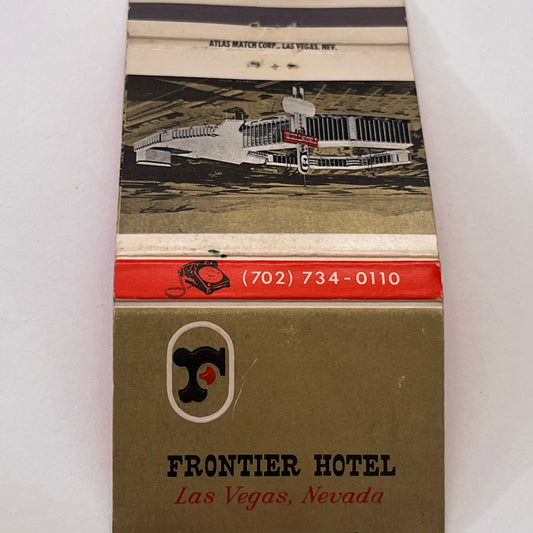 ATLAS MATCH CORP., LAS VEGAS, NEV.
(702) 734-0110
F
FRONTIER HOTEL
Las Vegas, Nevada